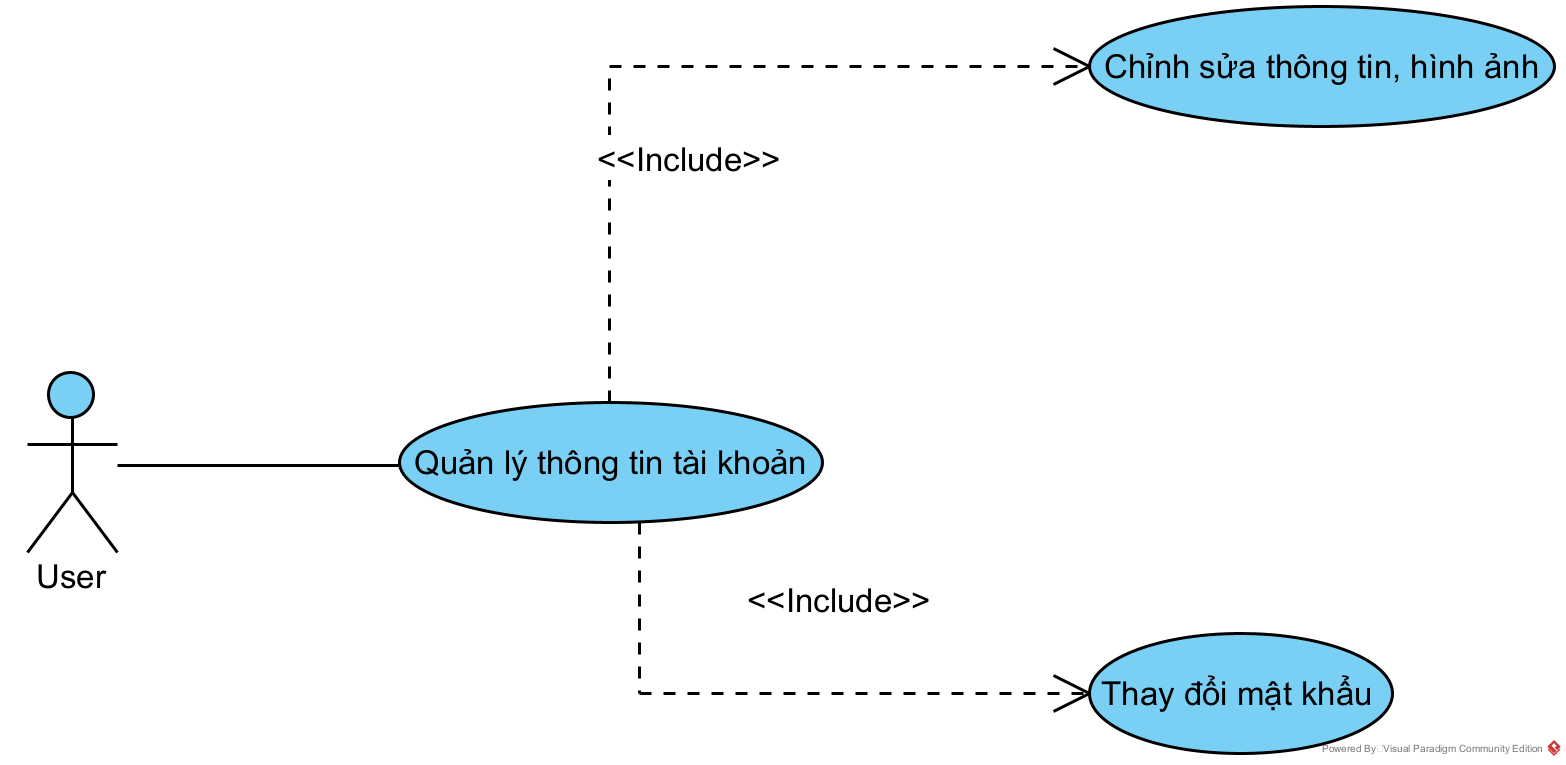 Chỉnh sửa thông tin, hình ảnh
<<Include>>
Quản lý thông tin tài khoản
User
<<Include>>
Thay đổi mật khẩu
Powered By Visual Paradigm Community Edition